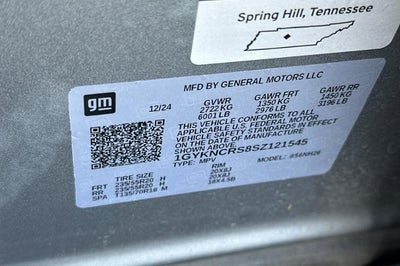 Spring Hill, Tennessee
gm
MFD BY GENERAL MOTORS LLC
12/24 GVWR GAWR FRT GAWR RR
2722 KG 1350 KG 1450 KG
6001 LB 2976 LB 3196 LB
THIS VEHICLE CONFORMS TO ALL
APPLICABLE U.S. FEDERAL MOTOR
VEHICLE SAFETY STANDARDS IN EFFECT
ON THE DATE OF MANUFACTURE
SHOWN ABOVE.
1GYKNCRS8SZ121545
TYPE: MPV MODEL:
TIRE SIZE RIM
FRT 235/55R20 H 20X8J
RR 235/55R20 H 20X8J
SPA T135/70R18 M 18X4.5B